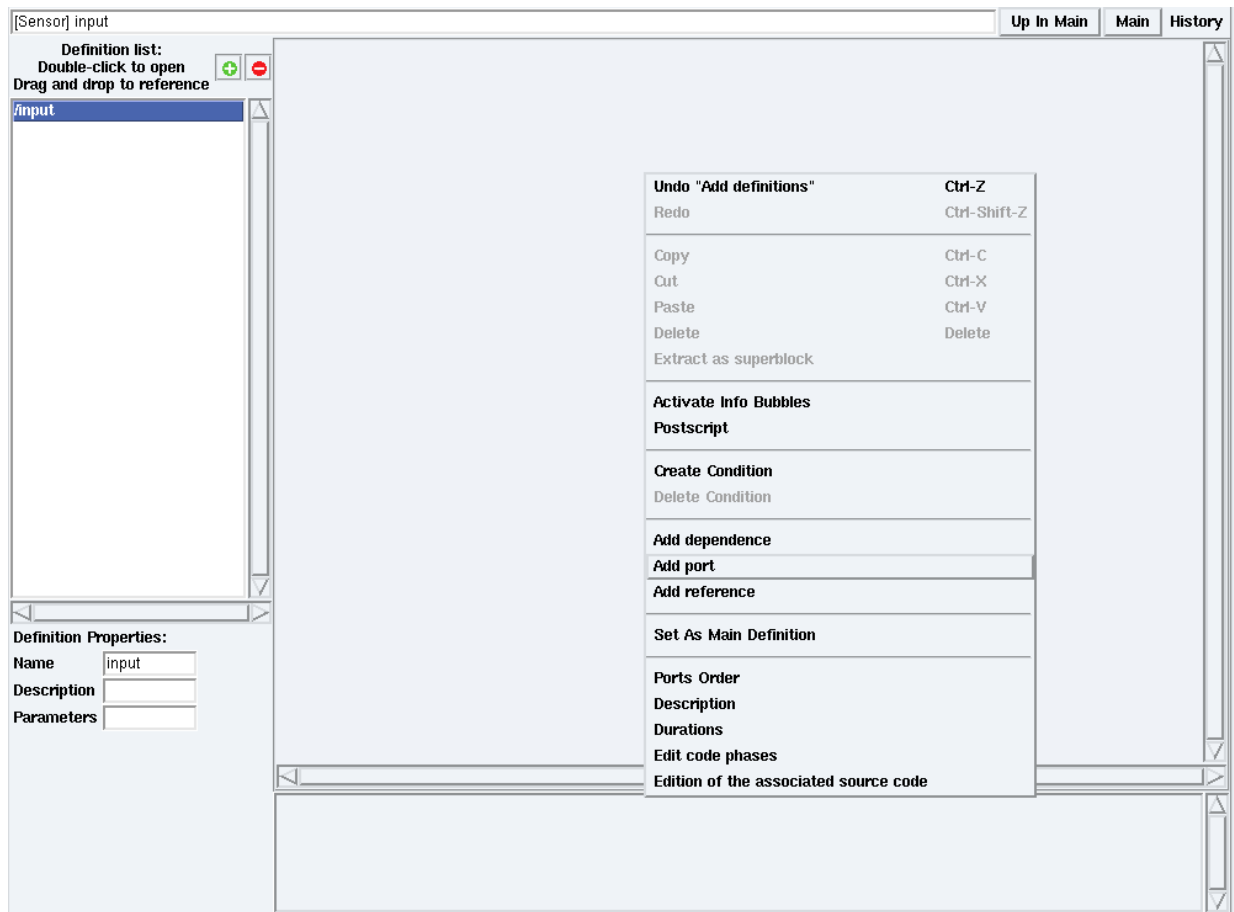 [Sensor] input
Up In Main
Main
History
Definition list:
Double-click to open
Drag and drop to reference
/input
Undo "Add definitions" Ctrl-Z
Redo Ctrl-Shift-Z
Copy Ctrl-C
Cut Ctrl-X
Paste Ctrl-V
Delete Delete
Extract as superblock
Activate Info Bubbles
Postscript
Create Condition
Delete Condition
Add dependence
Add port
Add reference
Set As Main Definition
Ports Order
Description
Durations
Edit code phases
Edition of the associated source code
Definition Properties:
Name input
Description
Parameters